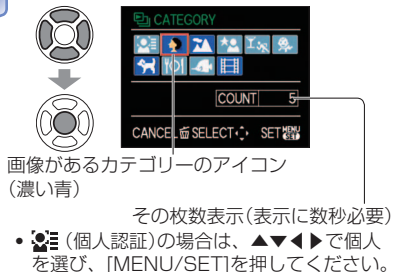 CATEGORY
COUNT 5
CANCEL SELECT SET MENU/SET
画像があるカテゴリーのアイコン
(濃い青)
その枚数表示(表示に数秒必要)
• (個人認証)の場合は、▲▼◀▶で個人
を選び、[MENU/SET]を押してください。